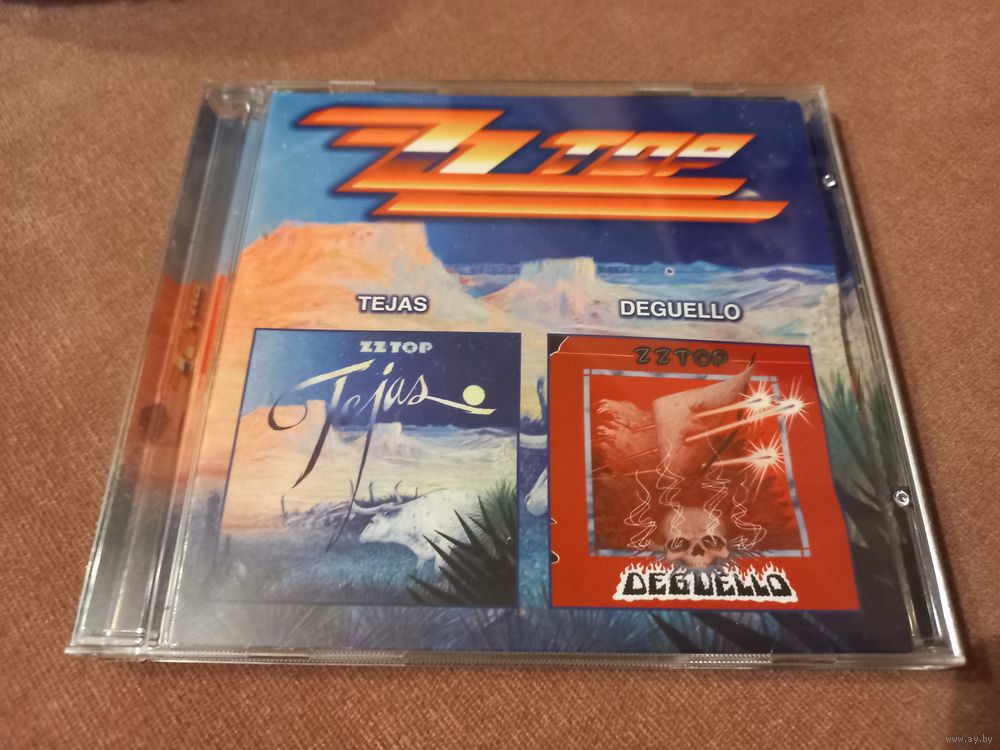 ZZ TOP
TEJAS
DEGUELLO
ZZ TOP
Tejas
ZZ TOP
DEGUELLO
www.ay.by